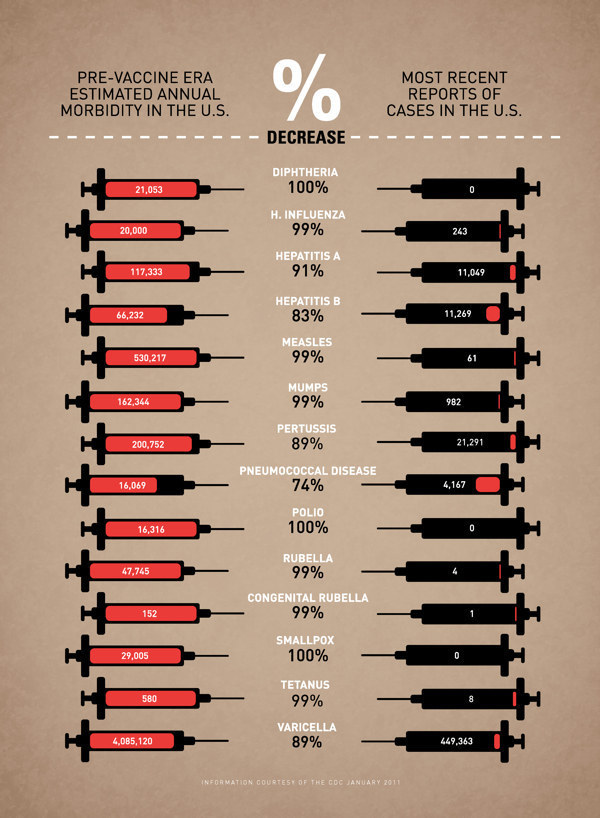 PRE-VACCINE ERA
ESTIMATED ANNUAL
MORBIDITY IN THE U.S.
%
DECREASE
MOST RECENT
REPORTS OF
CASES IN THE U.S.
DIPHTHERIA
21,053 100% 0
H. INFLUENZA
20,000 99% 243
HEPATITIS A
117,333 91% 11,049
HEPATITIS B
66,232 83% 11,269
MEASLES
530,217 99% 61
MUMPS
162,344 99% 982
PERTUSSIS
200,752 89% 21,291
PNEUMOCOCCAL DISEASE
16,069 74% 4,167
POLIO
16,316 100% 0
RUBELLA
47,745 99% 4
CONGENITAL RUBELLA
152 99% 1
SMALLPOX
29,005 100% 0
TETANUS
580 99% 8
VARICELLA
4,085,120 89% 449,363
INFORMATION COURTESY OF THE CDC JANUARY 2011